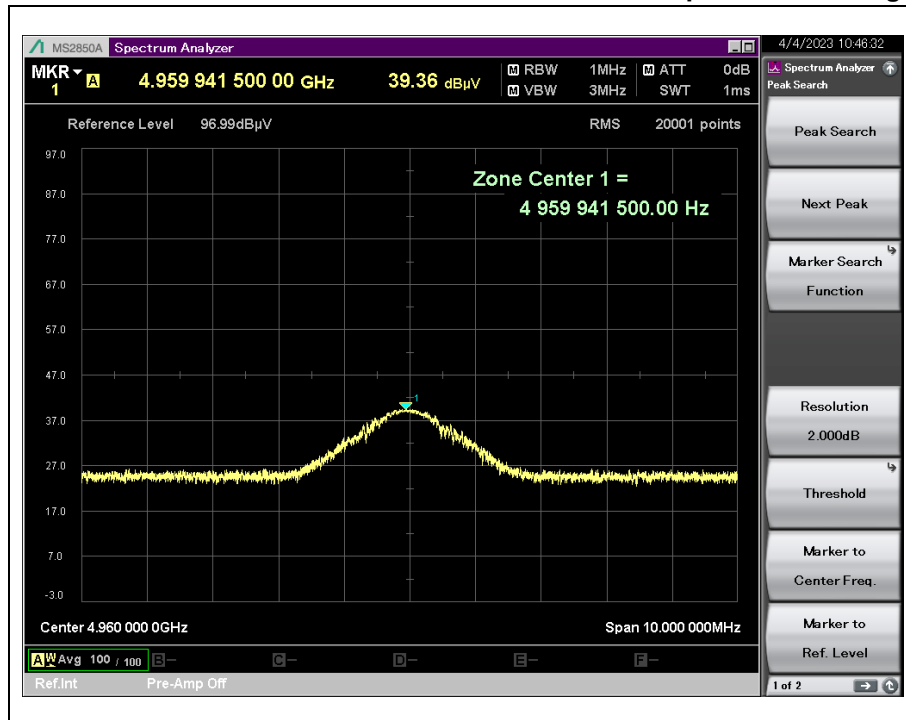 MS2850A Spectrum Analyzer
4/4/2023 10:46:32
MKR 1 A 4.959 941 500 00 GHz 39.36 dBµV
M RBW 1MHz M ATT 0dB
M VBW 3MHz SWT 1ms
Spectrum Analyzer
Peak Search
Reference Level 96.99dBµV RMS 20001 points
97.0
87.0
77.0
67.0
57.0
47.0
37.0
27.0
17.0
7.0
-3.0
Zone Center 1 =
4 959 941 500.00 Hz
1
Center 4.960 000 0GHz Span 10.000 000MHz
A W Avg 100 / 100 B– C– D– E– F–
Ref.Int Pre-Amp Off
Peak Search
Next Peak
Marker Search
Function
Resolution
2.000dB
Threshold
Marker to
Center Freq.
Marker to
Ref. Level
1 of 2